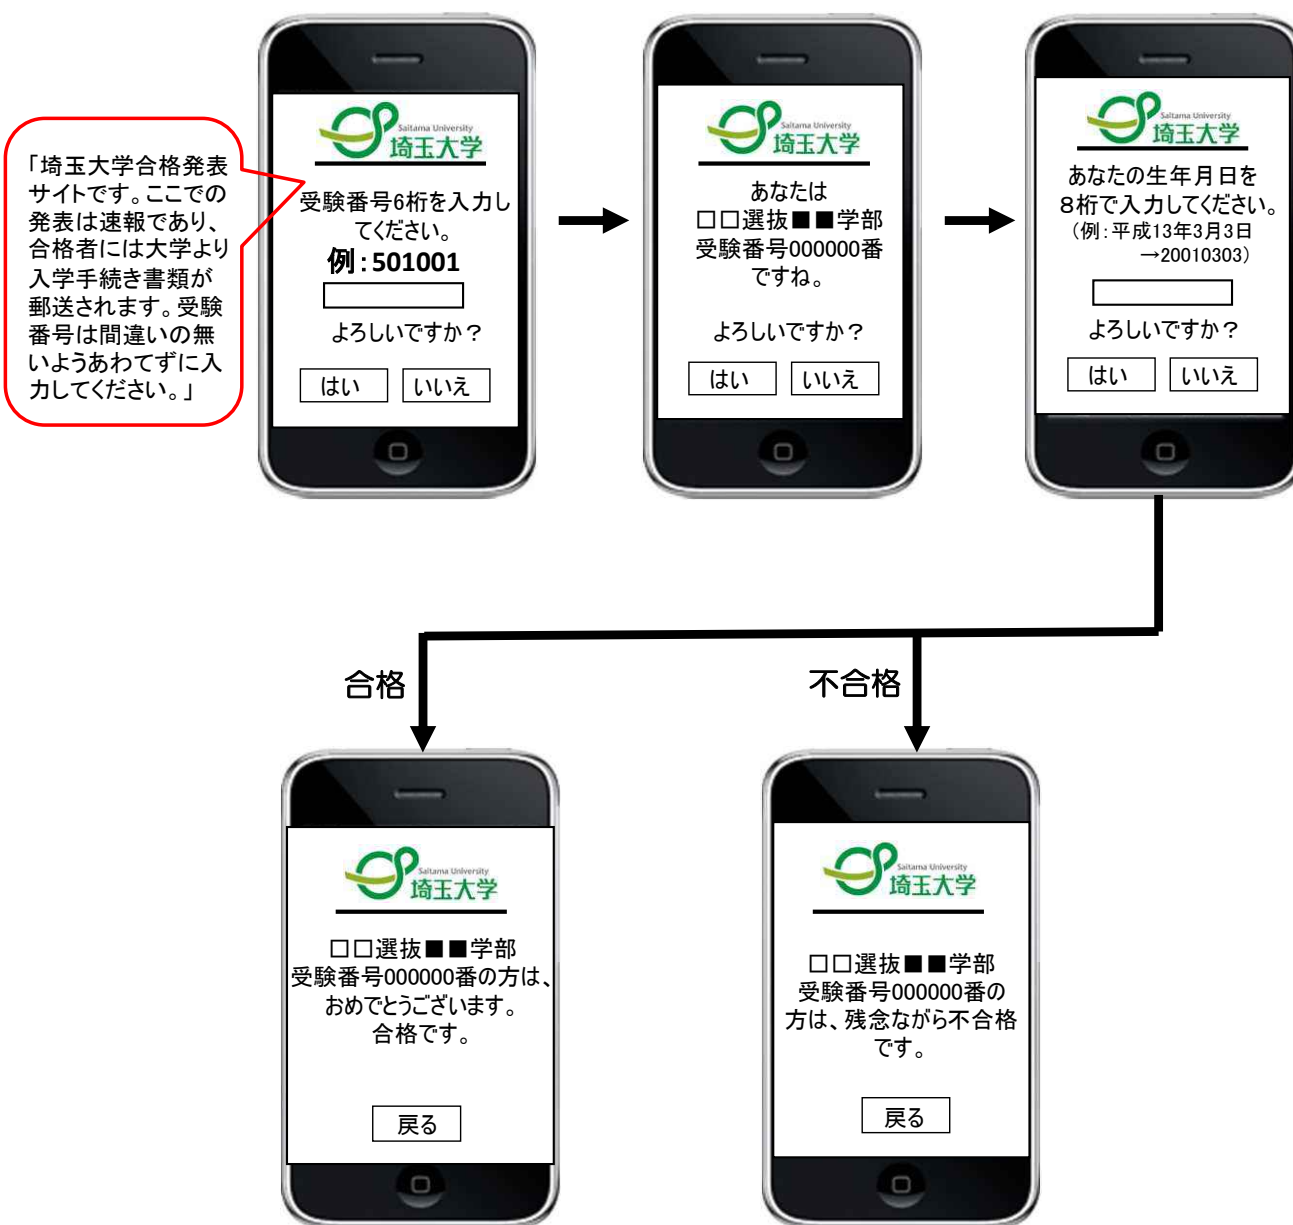 「埼玉大学合格発表
サイトです。ここでの
発表は速報であり、
合格者には大学より
入学手続き書類が
郵送されます。受験
番号は間違いの無
いようあわてずに入
力してください。」
Saitama University
埼玉大学
受験番号6桁を入力し
てください。
例：501001
よろしいですか？
はい
いいえ
Saitama University
埼玉大学
あなたは
□□選抜■■学部
受験番号000000番
ですね。
よろしいですか？
はい
いいえ
Saitama University
埼玉大学
あなたの生年月日を
８桁で入力してください。
（例：平成13年3月3日
→20010303）
よろしいですか？
はい
いいえ
合格
不合格
Saitama University
埼玉大学
□□選抜■■学部
受験番号000000番の方は、
おめでとうございます。
合格です。
戻る
Saitama University
埼玉大学
□□選抜■■学部
受験番号000000番の
方は、残念ながら不合格
です。
戻る